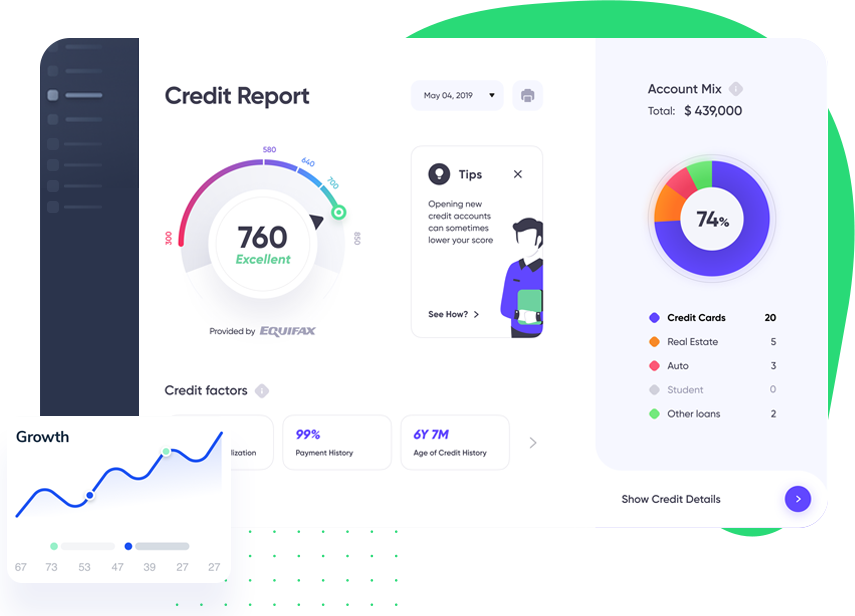 Credit Report
May 04, 2019
580
640
700
300
850
760
Excellent
Provided by EQUIFAX
Tips
Opening new
credit accounts
can sometimes
lower your score
See How?
Account Mix
Total: $ 439,000
74%
Credit Cards 20
Real Estate 5
Auto 3
Student 0
Other loans 2
Show Credit Details
Credit factors
99%
Payment History
6Y 7M
Age of Credit History
Growth
67 73 53 47 39 27 27